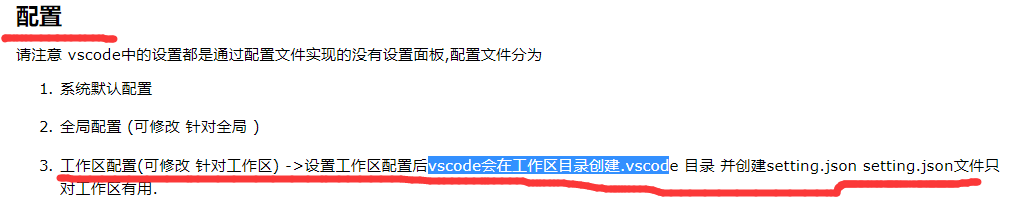 配置
请注意 vscode中的设置都是通过配置文件实现的没有设置面板,配置文件分为
1. 系统默认配置
2. 全局配置 (可修改 针对全局 )
3. 工作区配置(可修改 针对工作区) ->设置工作区配置后vscode会在工作区目录创建.vscode 目录 并创建setting.json setting.json文件只
对工作区有用.